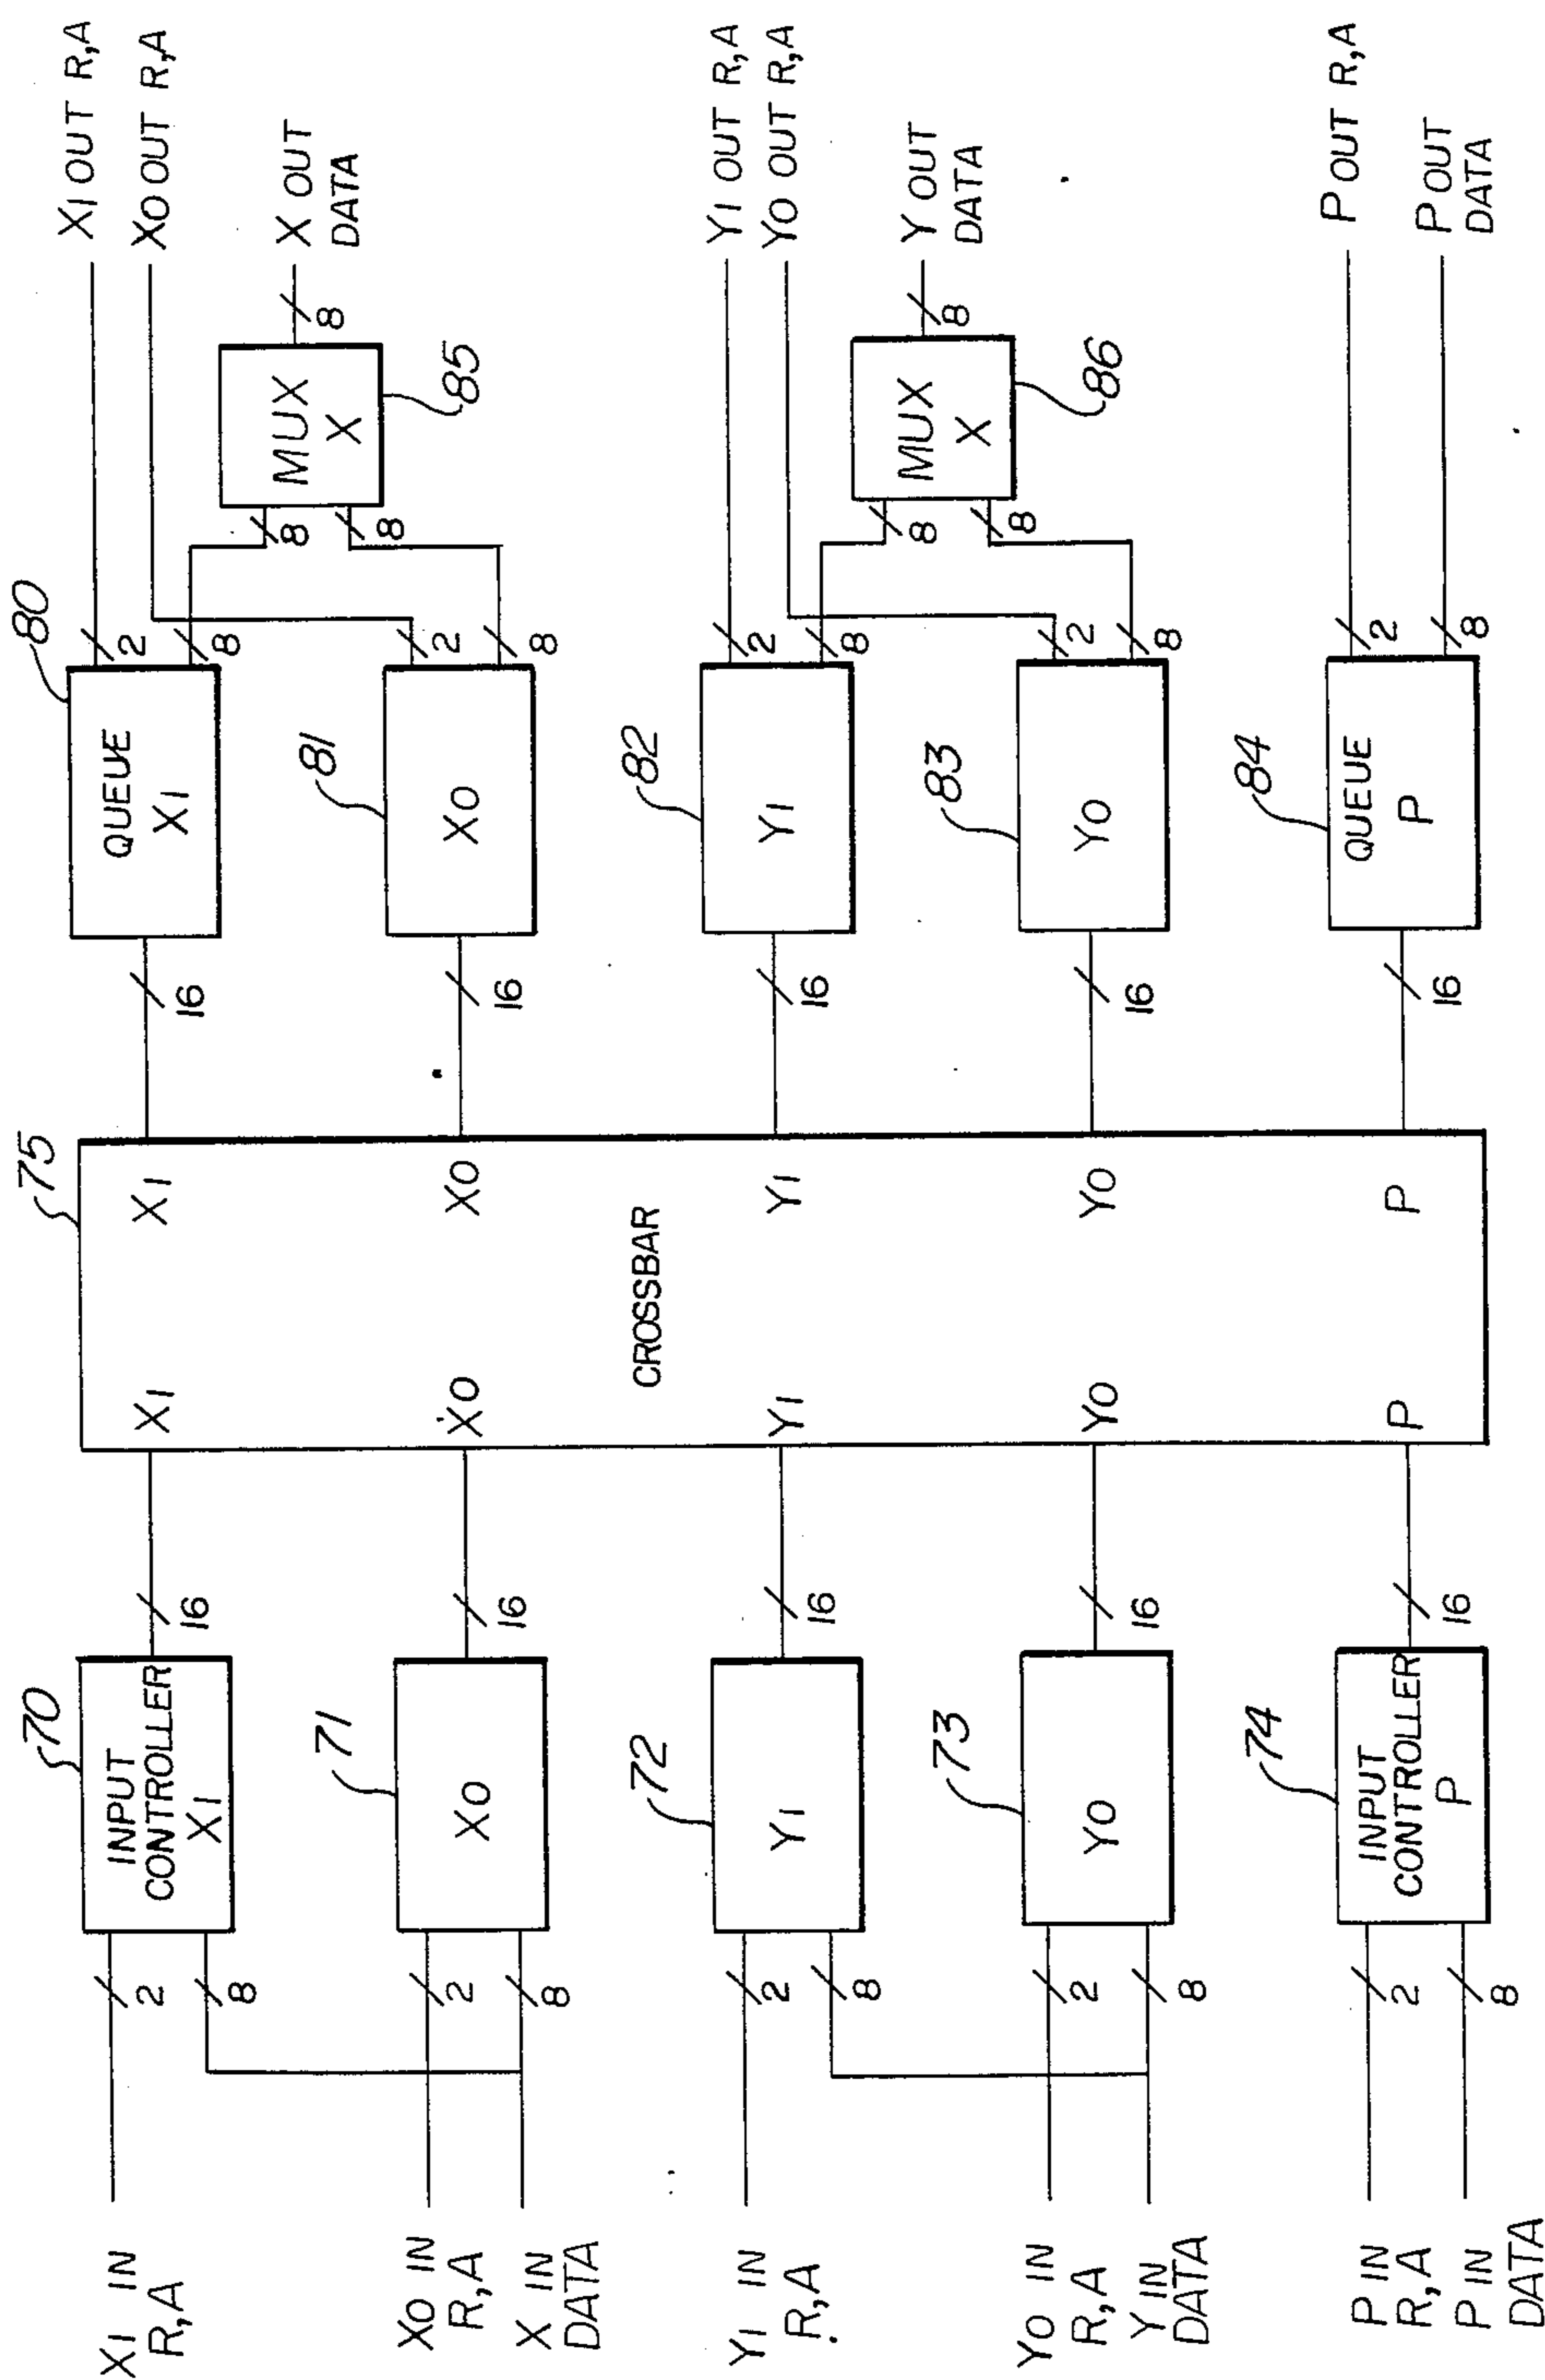 X1 IN
R,A
X0 IN
R,A
X IN
DATA
Y1 IN
R,A
Y0 IN
R,A
Y IN
DATA
P IN
R,A
P IN
DATA
2
8
2
8
2
8
2
8
2
8
70
INPUT
CONTROLLER
X1
71
X0
72
Y1
73
Y0
74
INPUT
CONTROLLER
P
16
16
16
16
16
75
X1
X0
Y1
Y0
P
CROSSBAR
X1
X0
Y1
Y0
P
16
16
16
16
16
80
QUEUE
X1
81
X0
82
Y1
83
Y0
84
QUEUE
P
2
8
2
8
2
8
2
8
2
8
8
8
MUX
X
85
8
8
8
MUX
X
86
8
X1 OUT R,A
X0 OUT R,A
X OUT
DATA
Y1 OUT R,A
Y0 OUT R,A
Y OUT
DATA
P OUT R,A
P OUT
DATA